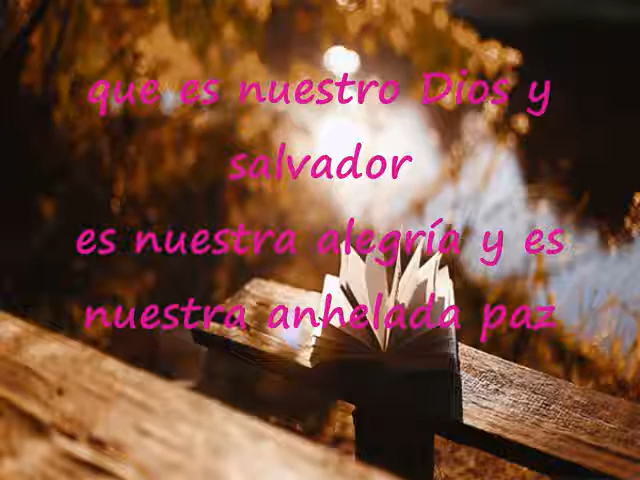 que es nuestro Dios y
salvador
es nuestra alegría y es
nuestra anhelada paz